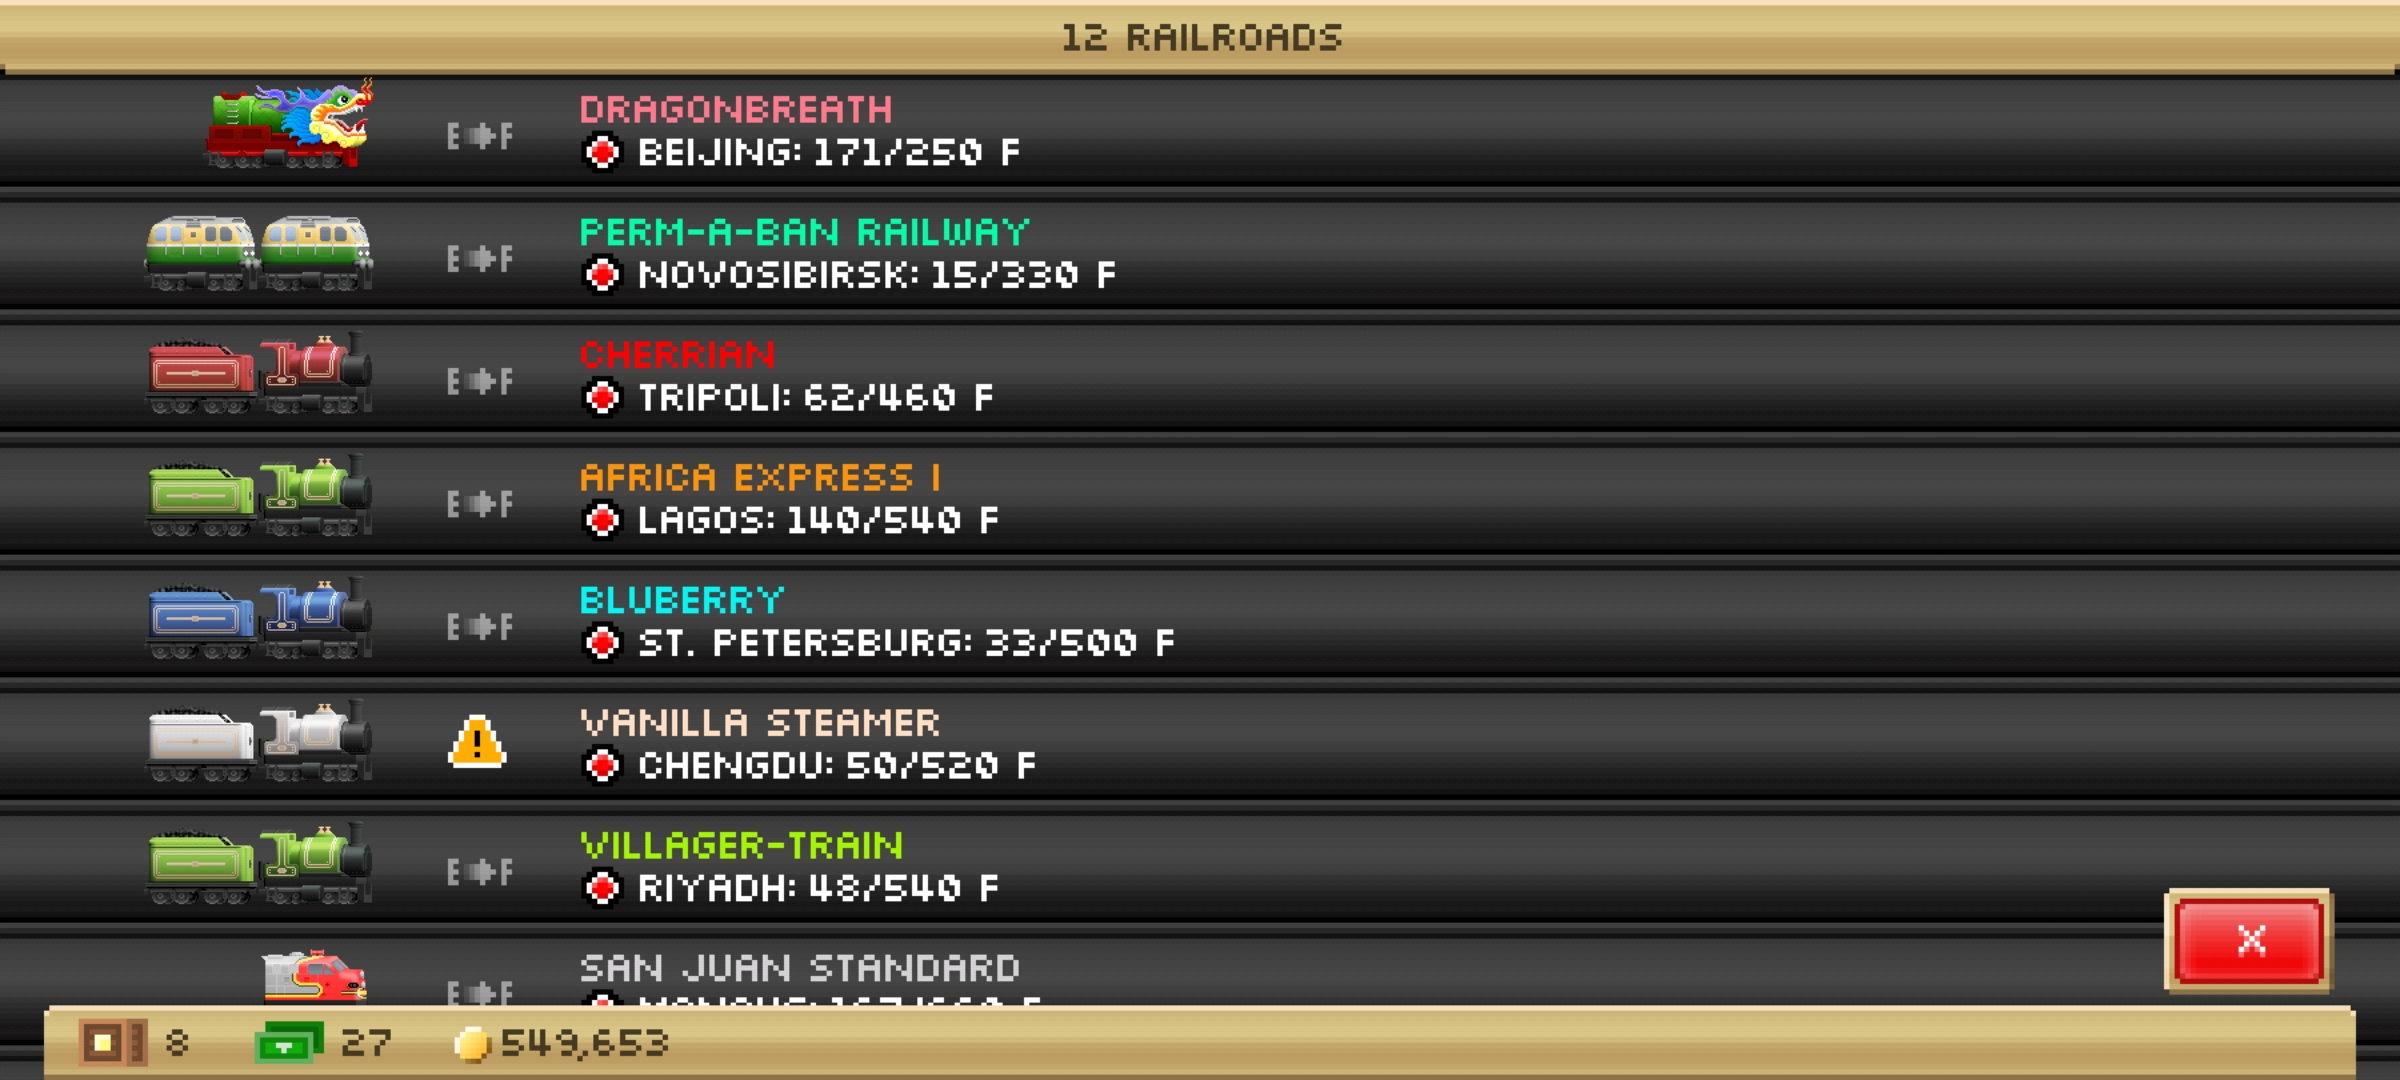 12 RAILROADS
DRAGONBREATH
E F
BEIJING: 171/250 F
PERM-A-BAN RAILWAY
E F
NOVOSIBIRSK: 15/330 F
CHERRIAN
E F
TRIPOLI: 62/460 F
AFRICA EXPRESS I
E F
LAGOS: 140/540 F
BLUBERRY
E F
ST. PETERSBURG: 33/500 F
VANILLA STEAMER
!
CHENGDU: 50/520 F
VILLAGER-TRAIN
E F
RIYADH: 48/540 F
SAN JUAN STANDARD
E F
X
8 27 549,653